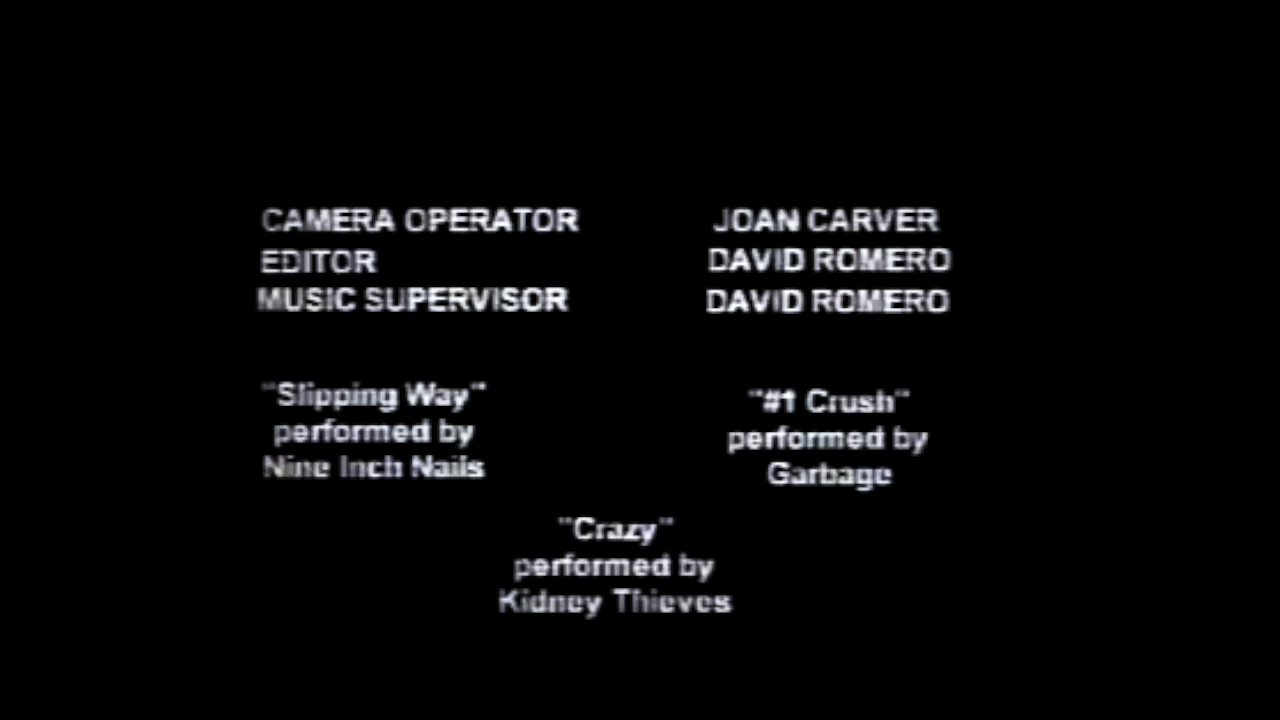 CAMERA OPERATOR JOAN CARVER
EDITOR DAVID ROMERO
MUSIC SUPERVISOR DAVID ROMERO
"Slipping Way"
performed by
Nine Inch Nails
"#1 Crush"
performed by
Garbage
"Crazy"
performed by
Kidney Thieves